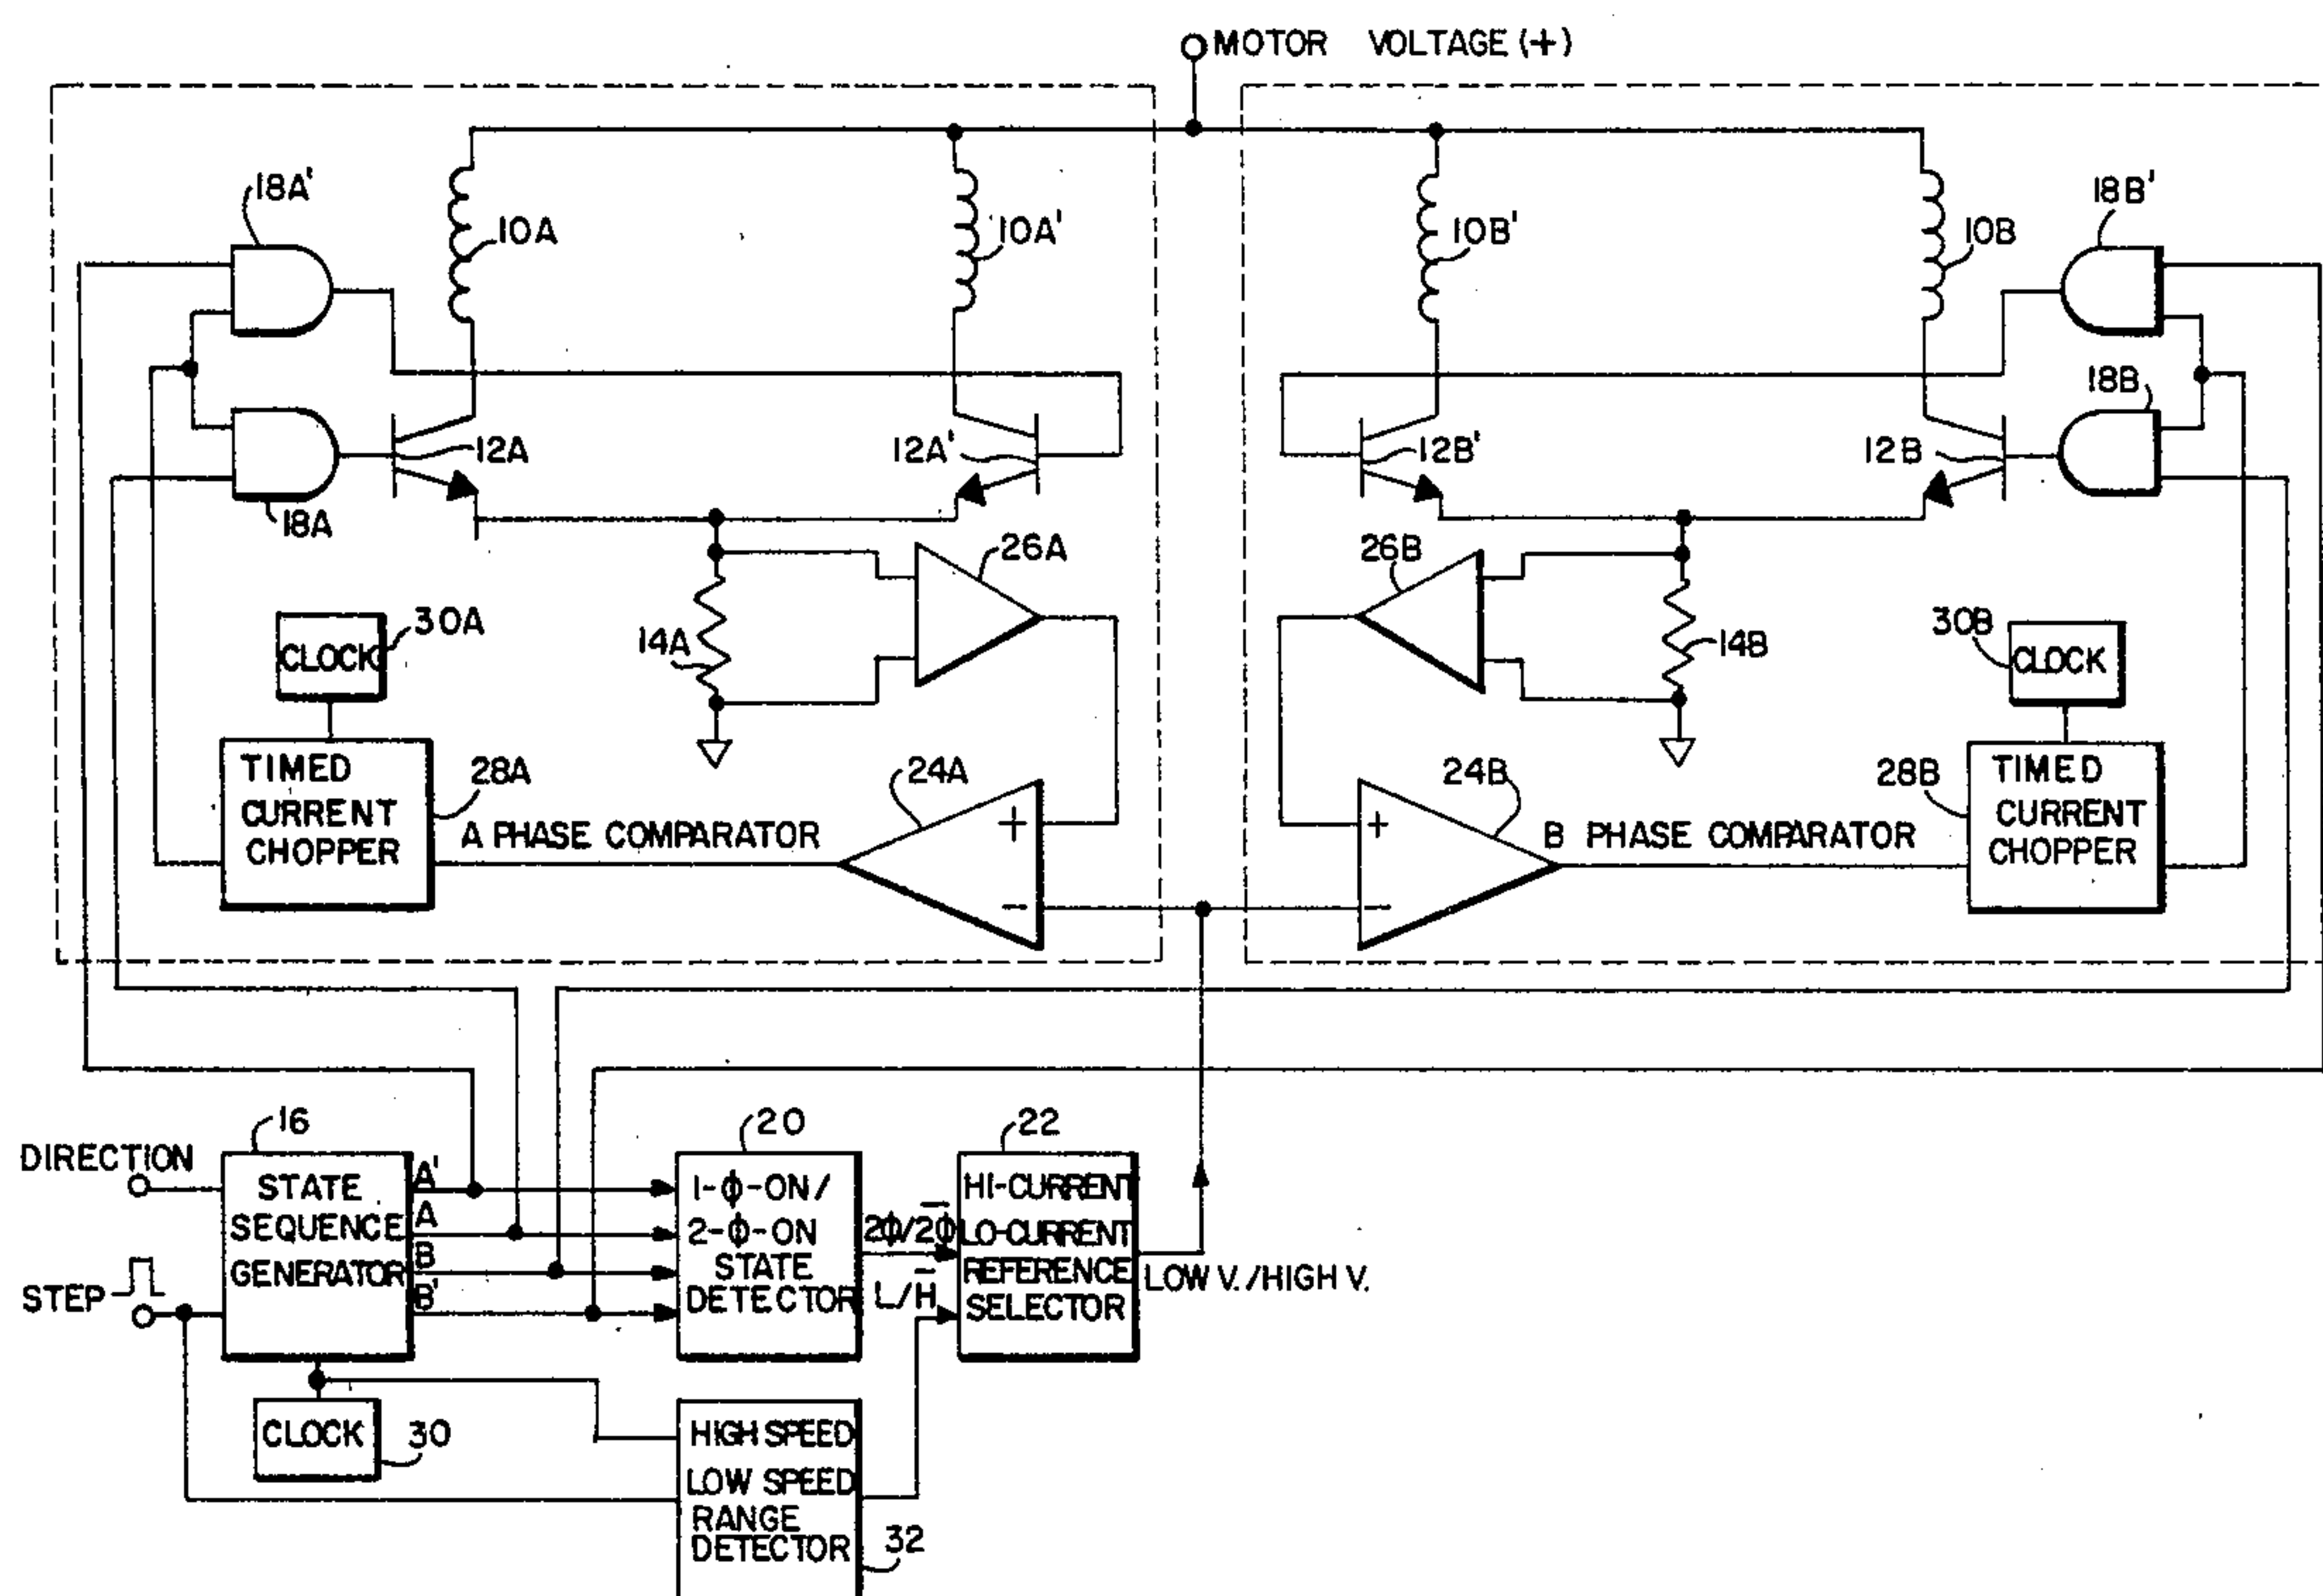 MOTOR VOLTAGE (+)
18A'
10A
10A'
10B'
10B
18B'
18B
12A
12A'
12B'
12B
18A
26A
26B
30A
CLOCK
14A
14B
30B
CLOCK
TIMED
CURRENT
CHOPPER
28A
A PHASE COMPARATOR
24A
+
-
24B
+
-
B PHASE COMPARATOR
28B
TIMED
CURRENT
CHOPPER
DIRECTION
STEP
16
STATE
SEQUENCE
GENERATOR
A'
A
B
B'
20
1-ϕ-ON/
2-ϕ-ON
STATE
DETECTOR
2ϕ/2ϕ̅
L/H̅
22
HI-CURRENT
LO-CURRENT
REFERENCE
SELECTOR
LOW V./HIGH V.
CLOCK
30
HIGH SPEED
LOW SPEED
RANGE
DETECTOR
32